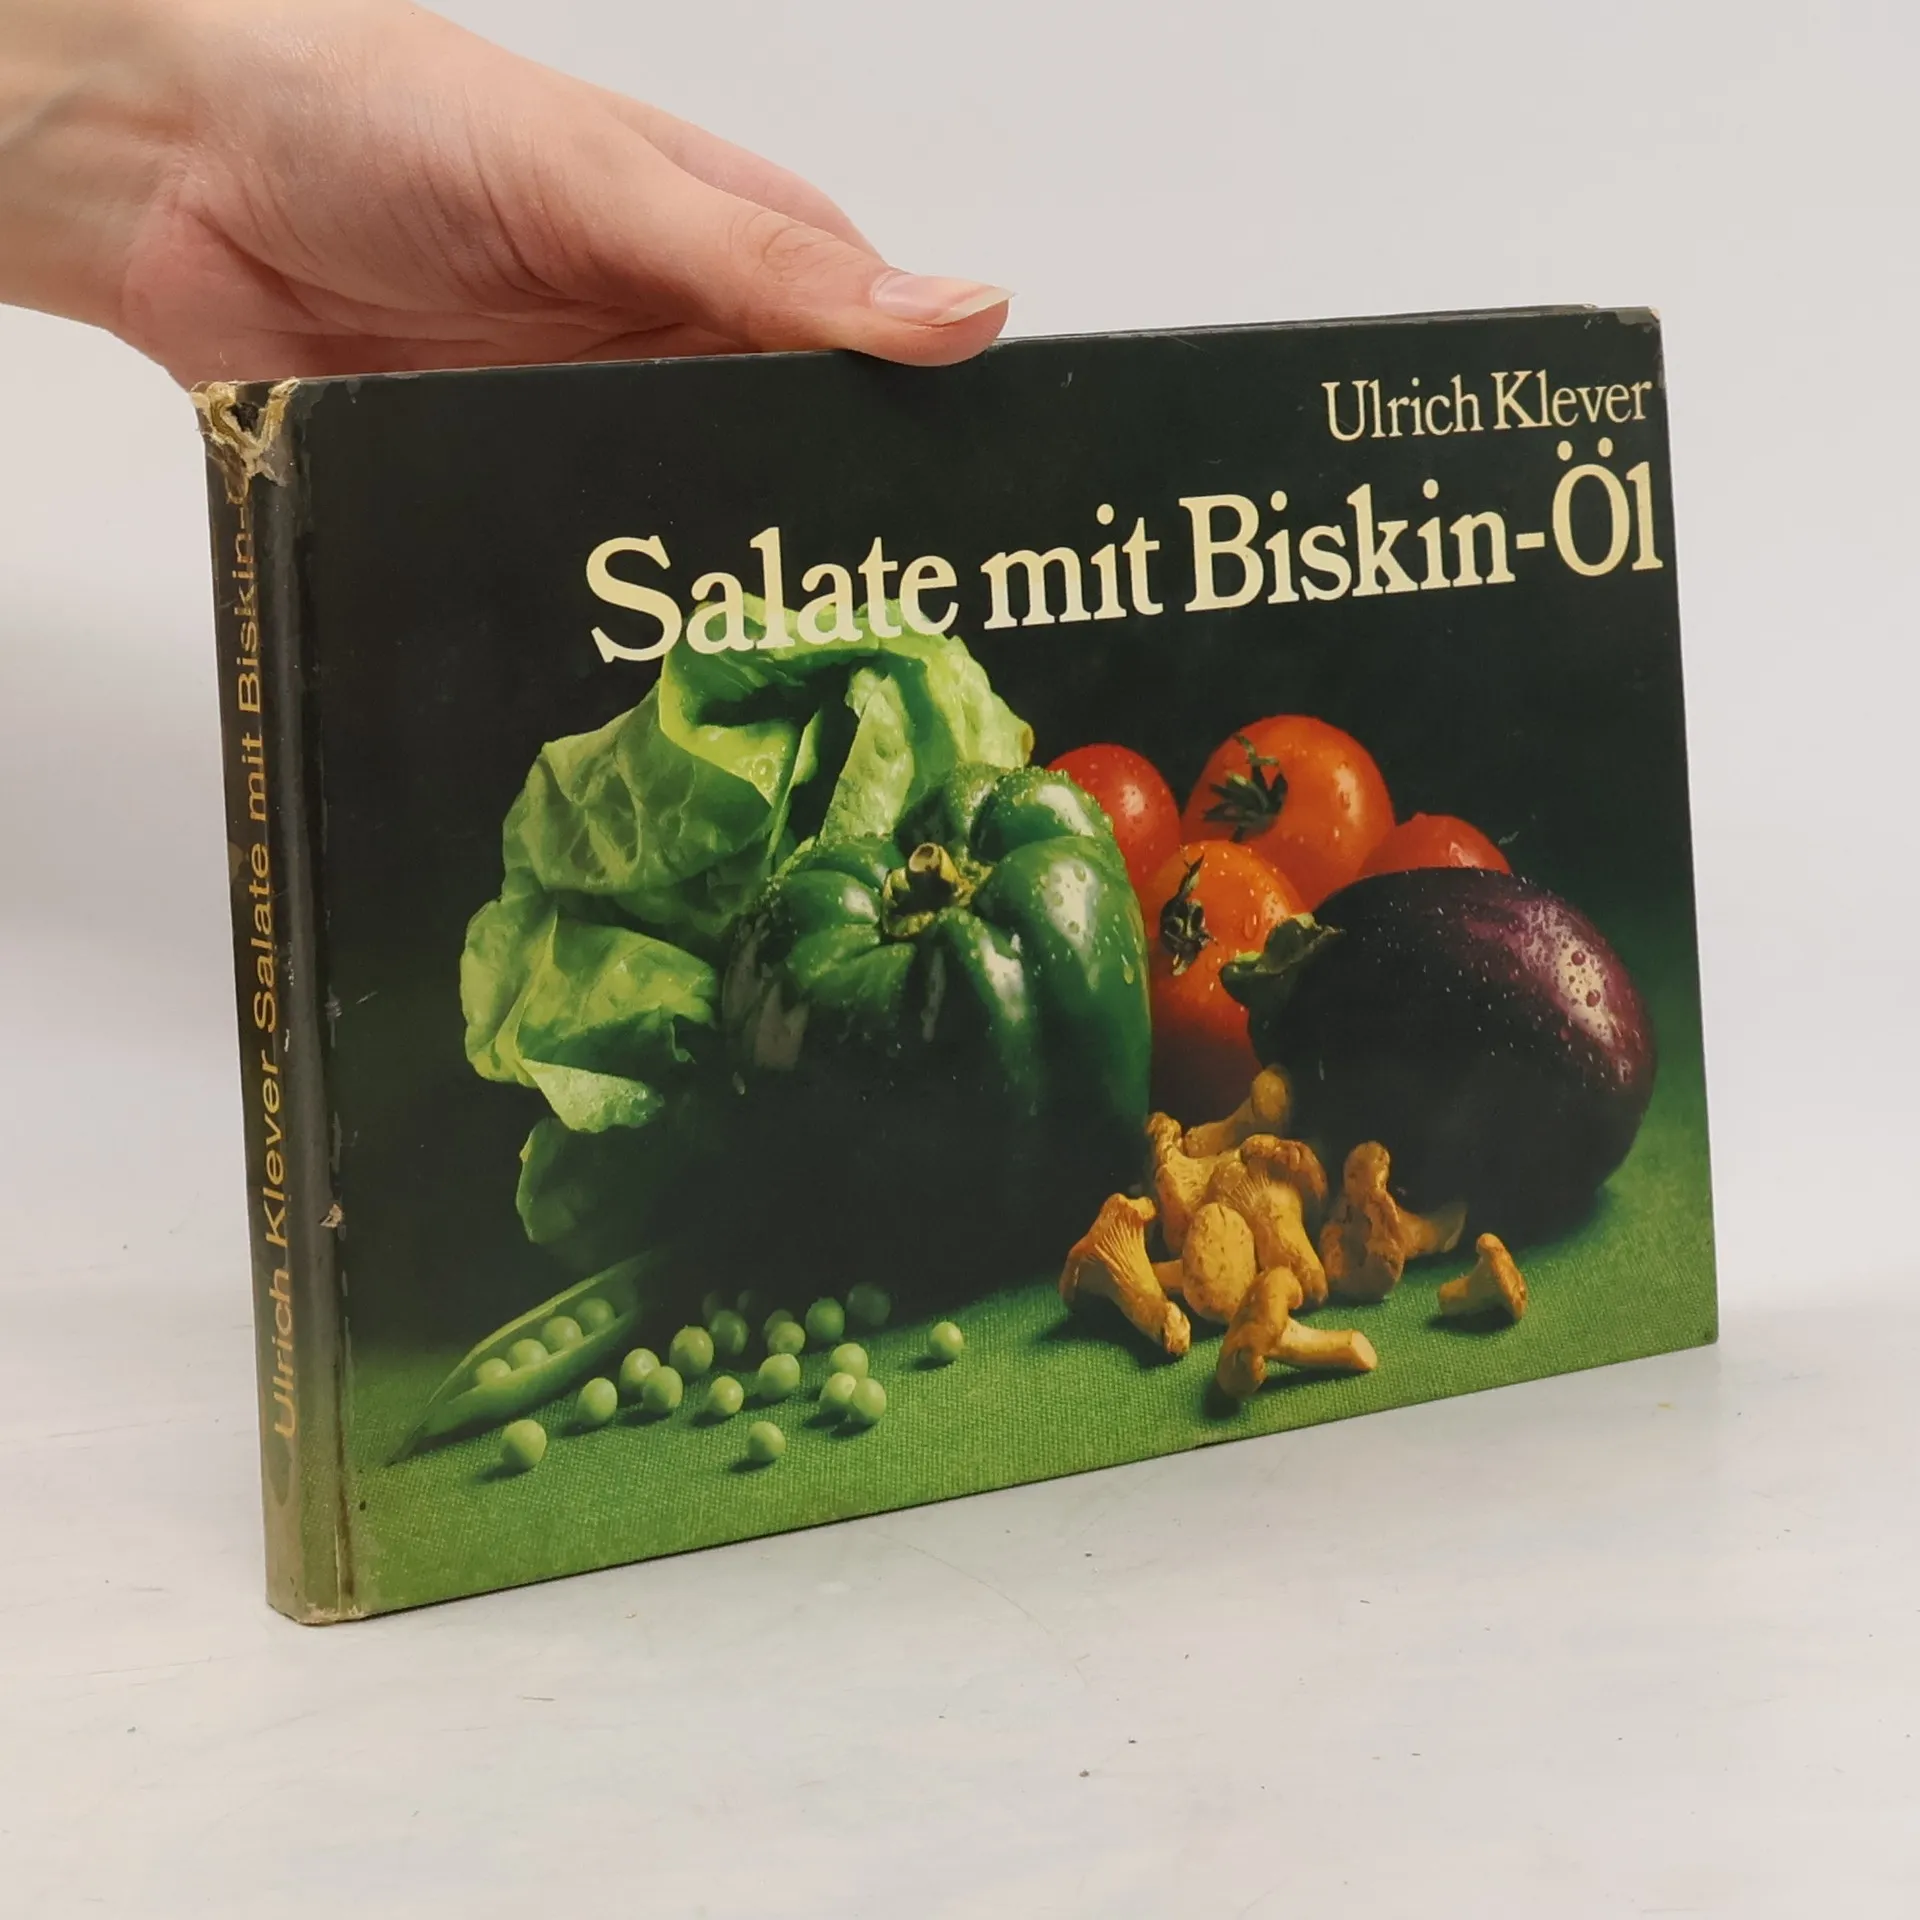 Ulrich Klever
Salate mit Biskin-Öl
Ulrich Klever Salate mit Biskin-